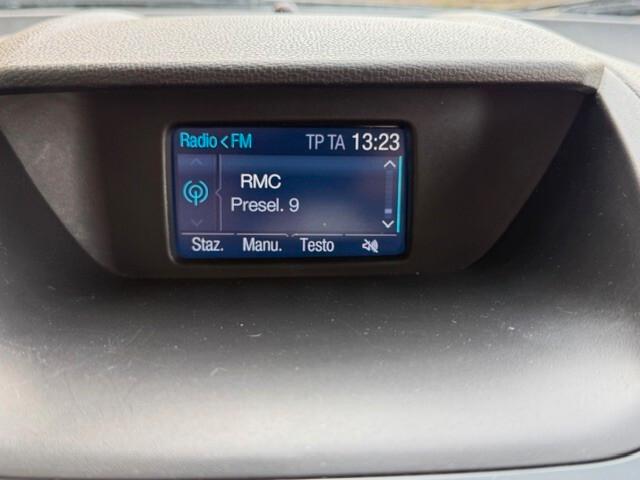 Radio < FM TP TA 13:23
RMC
Presel. 9
Staz. Manu. Testo